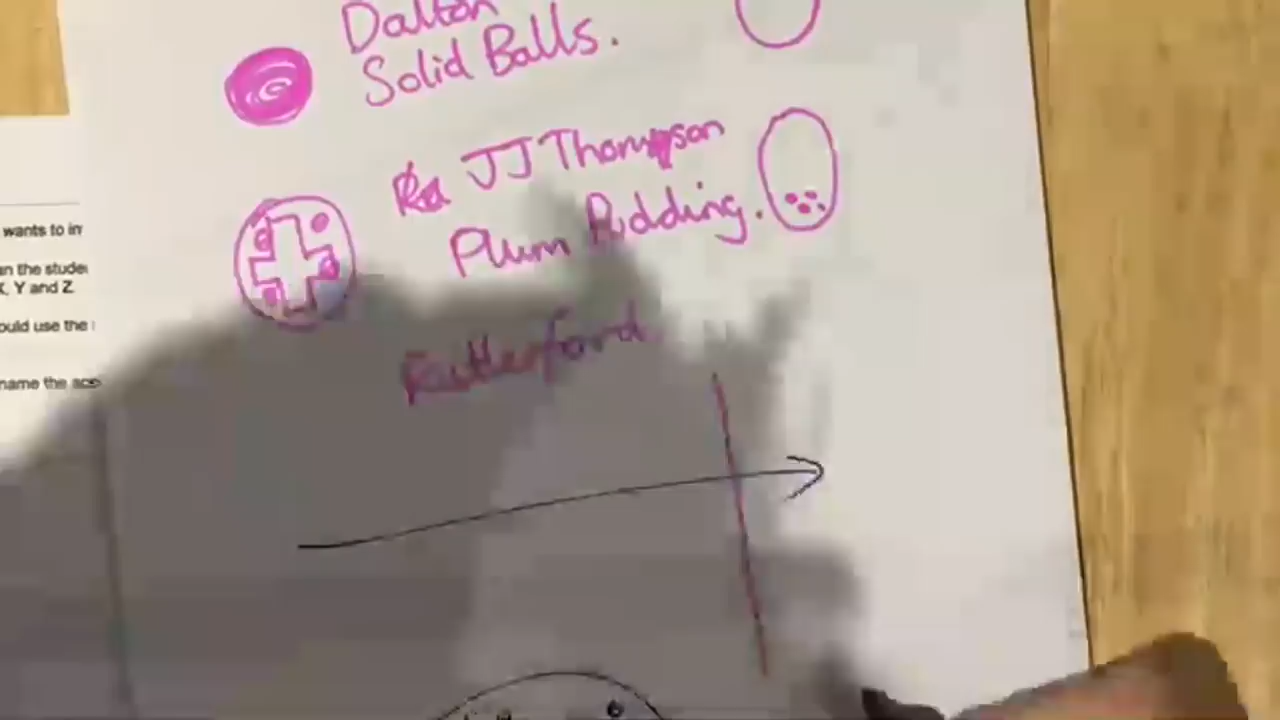 Dalton
Solid Balls.
JJ Thompson
Plum Pudding.
Rutherford
wants to in
an the stude
X, Y and Z
ould use the
name the